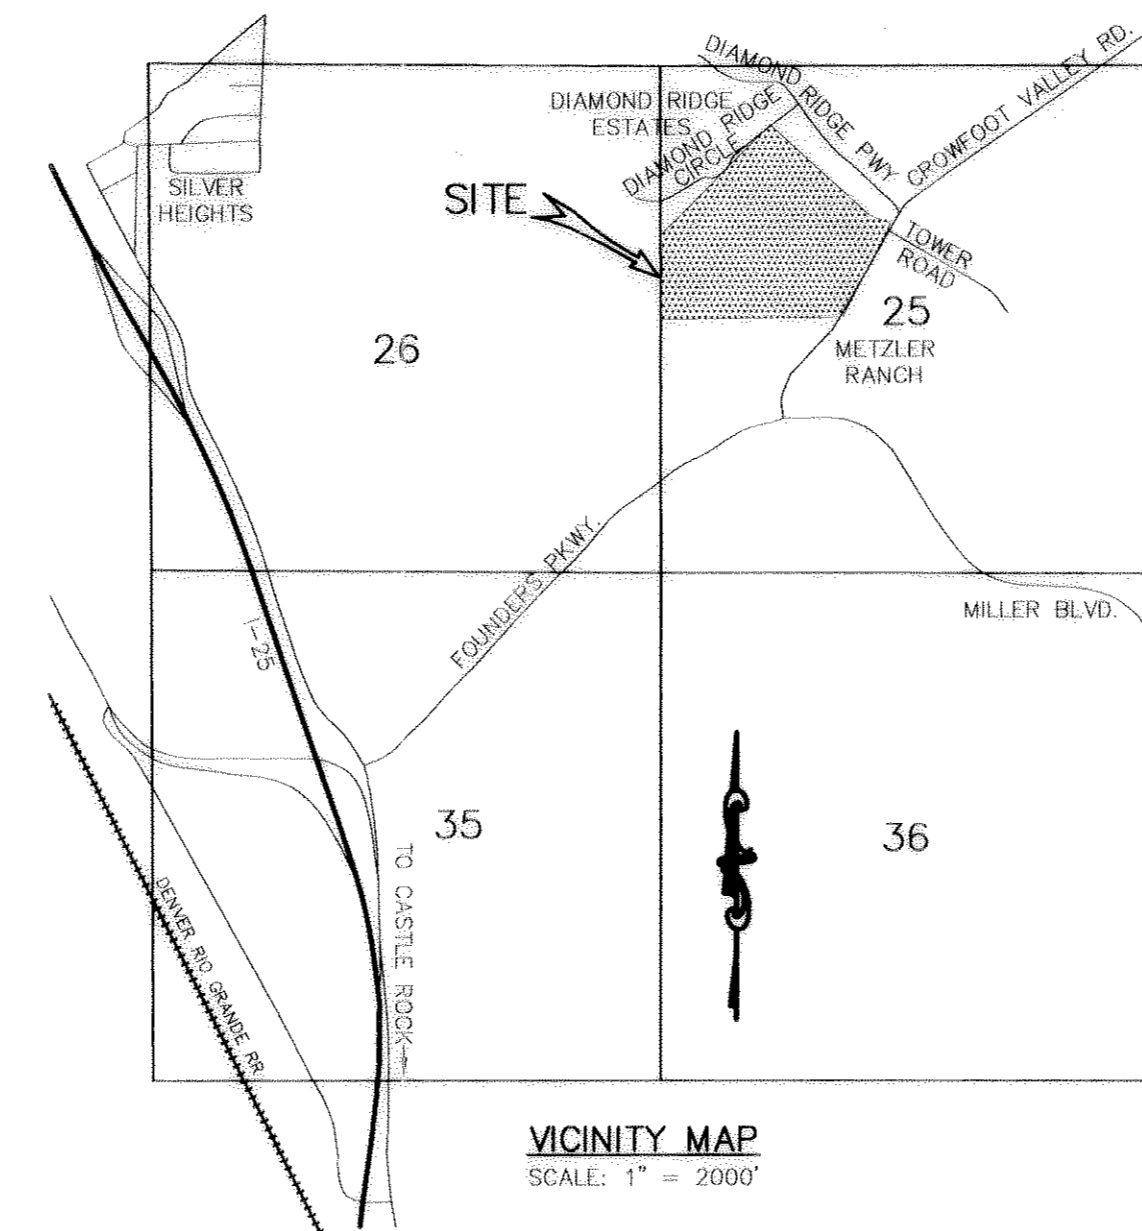 DIAMOND RIDGE PWY
CROWFOOT VALLEY RD.
DIAMOND RIDGE
ESTATES
DIAMOND RIDGE
CIRCLE
SILVER
HEIGHTS
SITE
TOWER
ROAD
26
25
METZLER
RANCH
FOUNDERS PKWY.
I-25
MILLER BLVD.
35
36
TO CASTLE ROCK
DENVER RIO GRANDE RR
VICINITY MAP
SCALE: 1" = 2000'